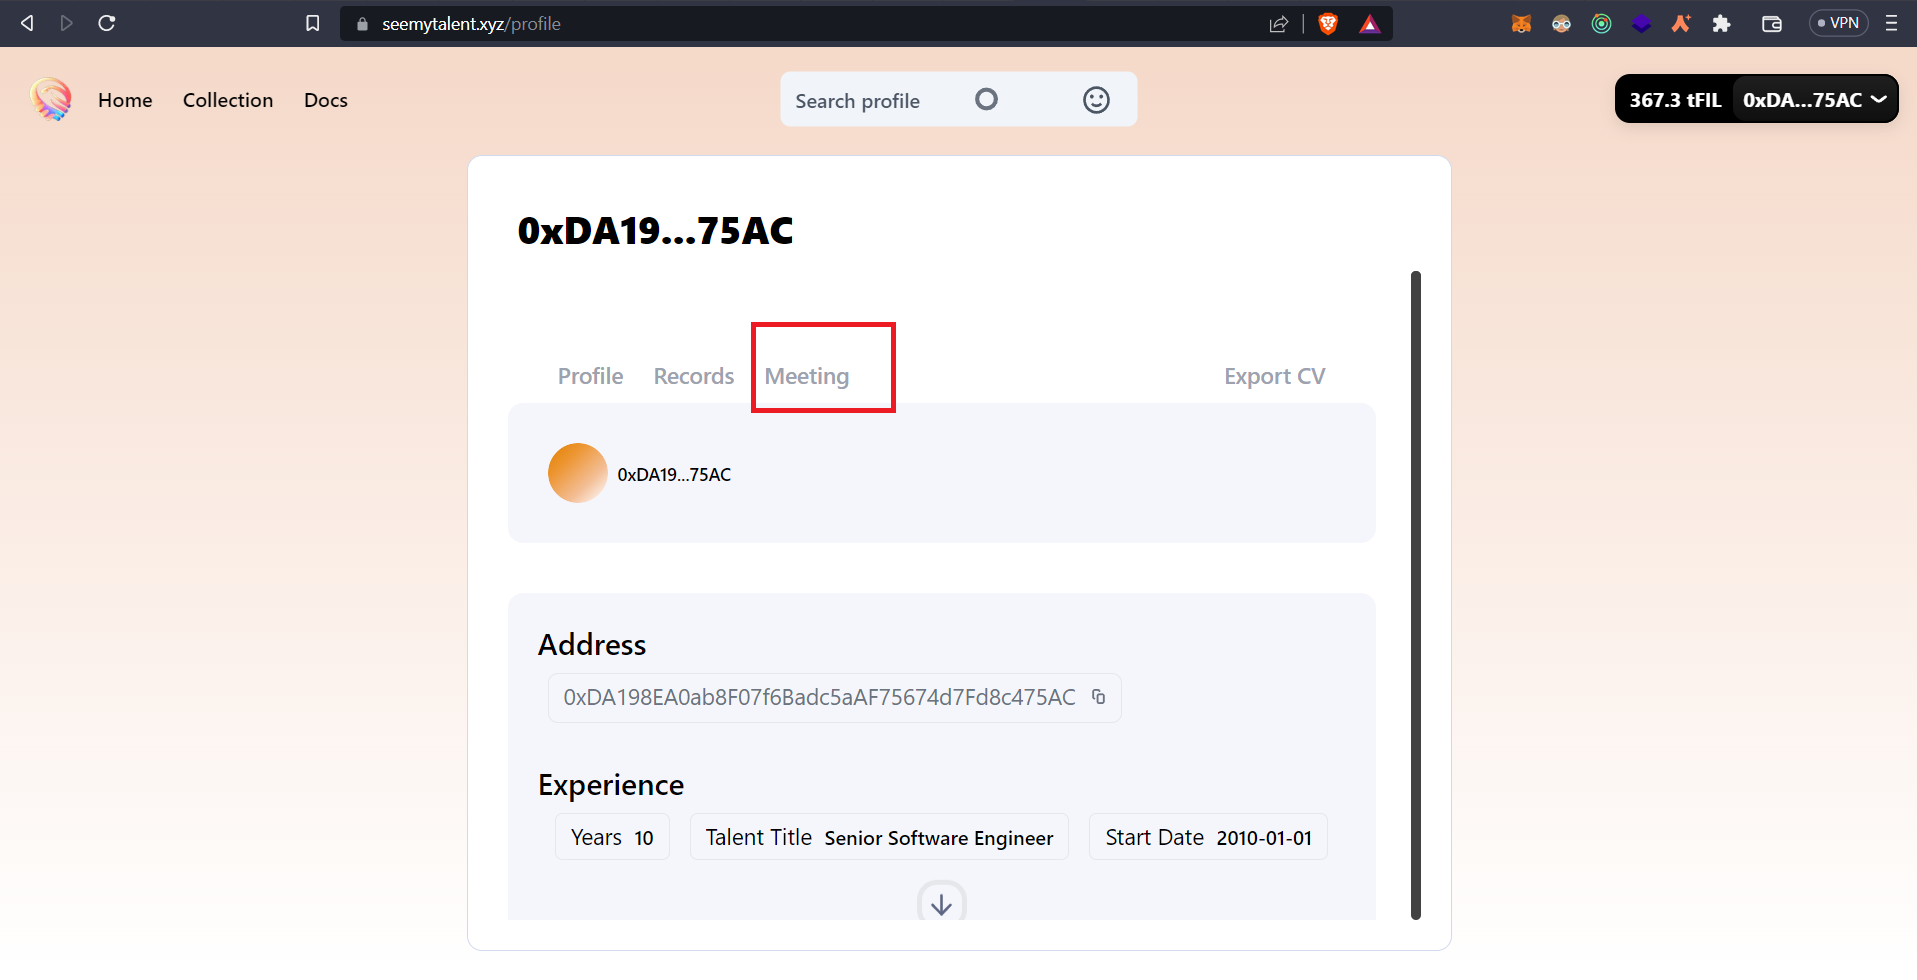 seemytalent.xyz/profile
VPN
Home Collection Docs
Search profile
367.3 tFIL 0xDA...75AC
0xDA19...75AC
Profile Records Meeting Export CV
0xDA19...75AC
Address
0xDA198EA0ab8F07f6Badc5aAF75674d7Fd8c475AC
Experience
Years 10 Talent Title Senior Software Engineer Start Date 2010-01-01